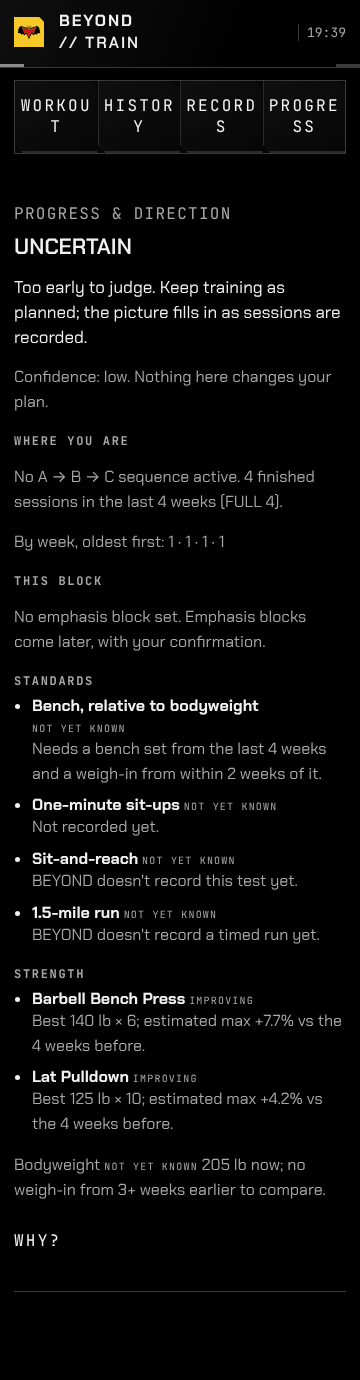 BEYOND
// TRAIN
19:39
WORKOU
T
HISTOR
Y
RECORD
S
PROGRE
SS
PROGRESS & DIRECTION
UNCERTAIN
Too early to judge. Keep training as
planned; the picture fills in as sessions are
recorded.
Confidence: low. Nothing here changes your
plan.
WHERE YOU ARE
No A → B → C sequence active. 4 finished
sessions in the last 4 weeks (FULL 4).
By week, oldest first: 1 · 1 · 1 · 1
THIS BLOCK
No emphasis block set. Emphasis blocks
come later, with your confirmation.
STANDARDS
• Bench, relative to bodyweight
NOT YET KNOWN
Needs a bench set from the last 4 weeks
and a weigh-in from within 2 weeks of it.
• One-minute sit-ups NOT YET KNOWN
Not recorded yet.
• Sit-and-reach NOT YET KNOWN
BEYOND doesn't record this test yet.
• 1.5-mile run NOT YET KNOWN
BEYOND doesn't record a timed run yet.
STRENGTH
• Barbell Bench Press IMPROVING
Best 140 lb × 6; estimated max +7.7% vs the
4 weeks before.
• Lat Pulldown IMPROVING
Best 125 lb × 10; estimated max +4.2% vs
the 4 weeks before.
Bodyweight NOT YET KNOWN 205 lb now; no
weigh-in from 3+ weeks earlier to compare.
WHY?